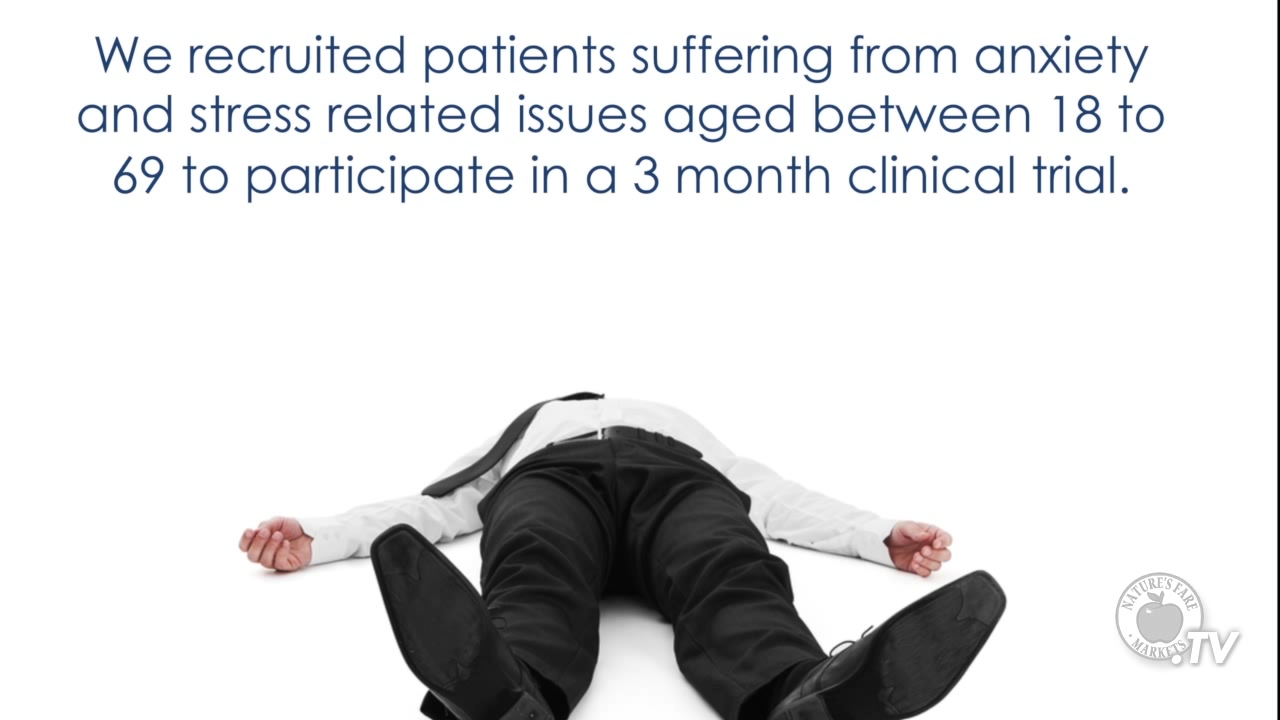 We recruited patients suffering from anxiety
and stress related issues aged between 18 to
69 to participate in a 3 month clinical trial.
NATURE'S FARE
· MARKETS ·
.TV